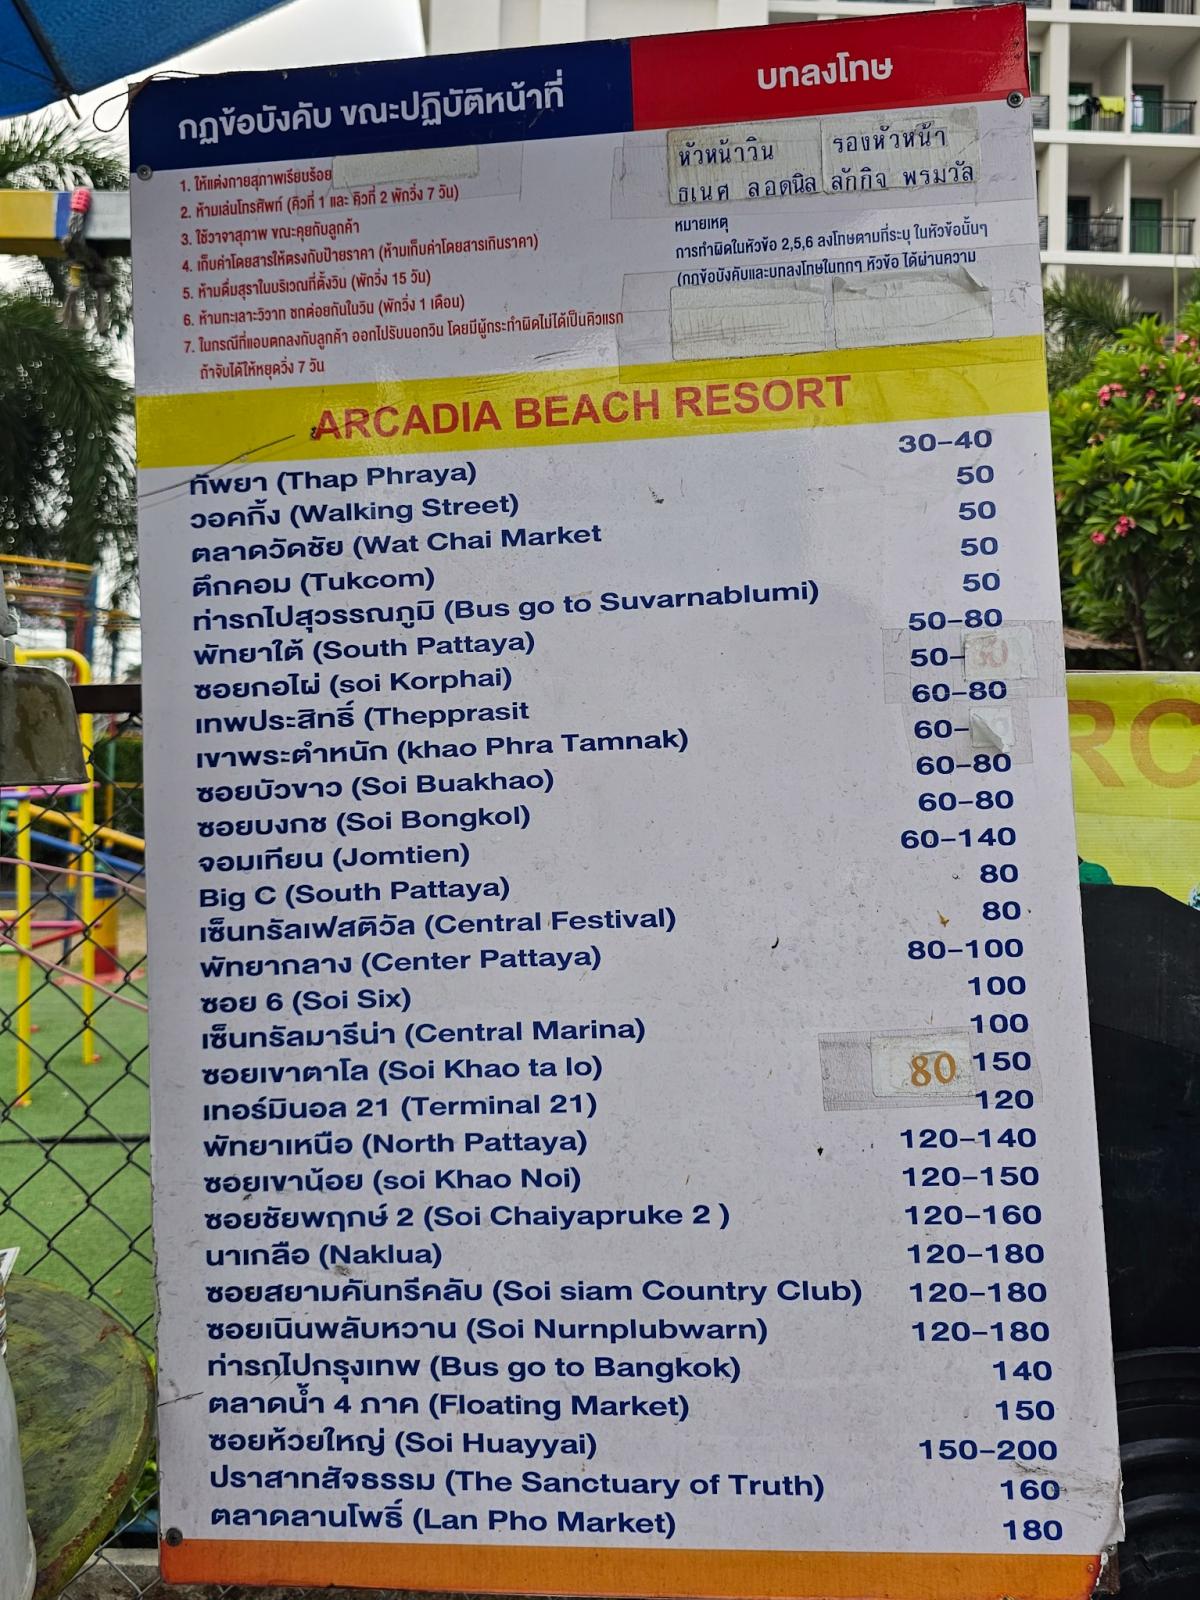 กฎข้อบังคับ ขณะปฏิบัติหน้าที่
บทลงโทษ
1. ให้แต่งกายสุภาพเรียบร้อย
2. ห้ามเล่นโทรศัพท์ (คิวที่ 1 และ คิวที่ 2 พักวิ่ง 7 วัน)
3. ใช้วาจาสุภาพ ขณะคุยกับลูกค้า
4. เก็บค่าโดยสารให้ตรงกับป้ายราคา (ห้ามเก็บค่าโดยสารเกินราคา)
5. ห้ามดื่มสุราในบริเวณที่ตั้งวิน (พักวิ่ง 15 วัน)
6. ห้ามทะเลาะวิวาท ชกต่อยกันในวิน (พักวิ่ง 1 เดือน)
7. ในกรณีที่แอบตกลงกับลูกค้า ออกไปรับนอกวิน โดยมีผู้กระทำผิดไม่ได้เป็นคิวแรก
ถ้าจับได้ให้หยุดวิ่ง 7 วัน
หัวหน้าวิน รองหัวหน้า
ธเนศ ลอดนิล ลักกิจ พรมวัล
หมายเหตุ
การทำผิดในหัวข้อ 2,5,6 ลงโทษตามที่ระบุ ในหัวข้อนั้นๆ
(กฎข้อบังคับและบทลงโทษในทุกๆ หัวข้อ ได้ผ่านความ
ARCADIA BEACH RESORT
ทัพยา (Thap Phraya) 30-40
วอคกิ้ง (Walking Street) 50
ตลาดวัดชัย (Wat Chai Market 50
ตึกคอม (Tukcom) 50
ท่ารถไปสุวรรณภูมิ (Bus go to Suvarnablumi) 50
พัทยาใต้ (South Pattaya) 50-80
ซอยกอไผ่ (soi Korphai) 50-
เทพประสิทธิ์ (Thepprasit 60-80
เขาพระตำหนัก (khao Phra Tamnak) 60-
ซอยบัวขาว (Soi Buakhao) 60-80
ซอยบงกช (Soi Bongkol) 60-80
จอมเทียน (Jomtien) 60-140
Big C (South Pattaya) 80
เซ็นทรัลเฟสติวัล (Central Festival) 80
พัทยากลาง (Center Pattaya) 80-100
ซอย 6 (Soi Six) 100
เซ็นทรัลมารีน่า (Central Marina) 100
ซอยเขาตาโล (Soi Khao ta lo) 80 150
เทอร์มินอล 21 (Terminal 21) 120
พัทยาเหนือ (North Pattaya) 120-140
ซอยเขาน้อย (soi Khao Noi) 120-150
ซอยชัยพฤกษ์ 2 (Soi Chaiyapruke 2 ) 120-160
นาเกลือ (Naklua) 120-180
ซอยสยามคันทรีคลับ (Soi siam Country Club) 120-180
ซอยเนินพลับหวาน (Soi Nurnplubwarn) 120-180
ท่ารถไปกรุงเทพ (Bus go to Bangkok) 140
ตลาดน้ำ 4 ภาค (Floating Market) 150
ซอยห้วยใหญ่ (Soi Huayyai) 150-200
ปราสาทสัจธรรม (The Sanctuary of Truth) 160
ตลาดลานโพธิ์ (Lan Pho Market) 180